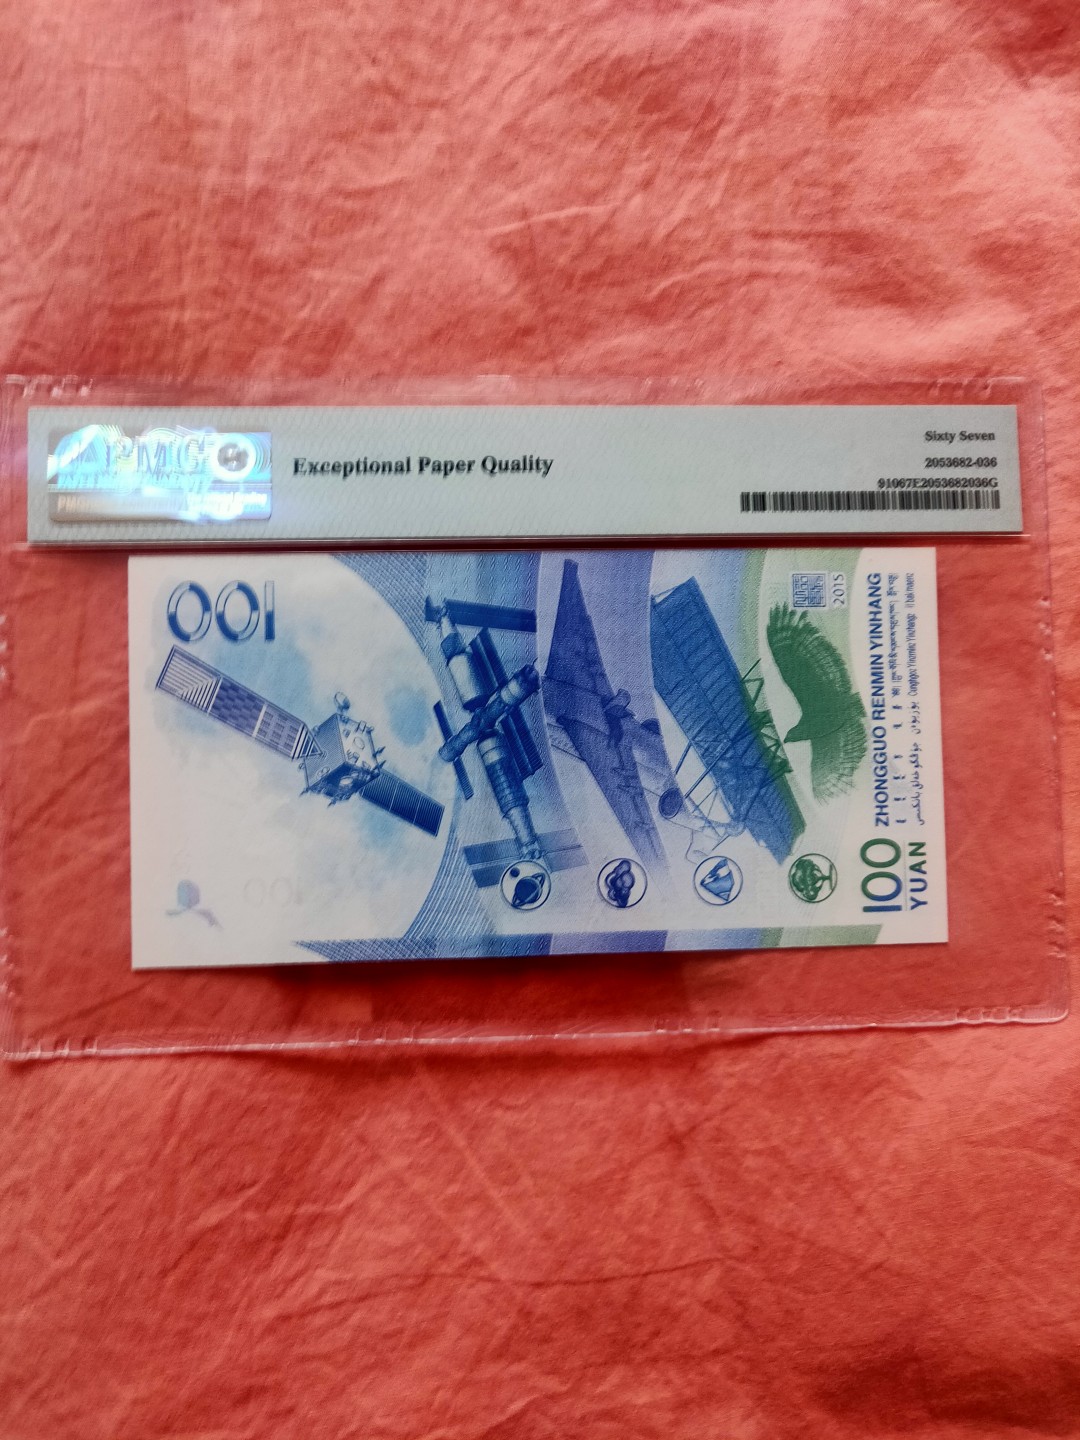 PMG
Exceptional Paper Quality
Sixty Seven
2053682-036
91067E2053682036G
100
2015
ZHONGGUO RENMIN YINHANG
100
YUAN